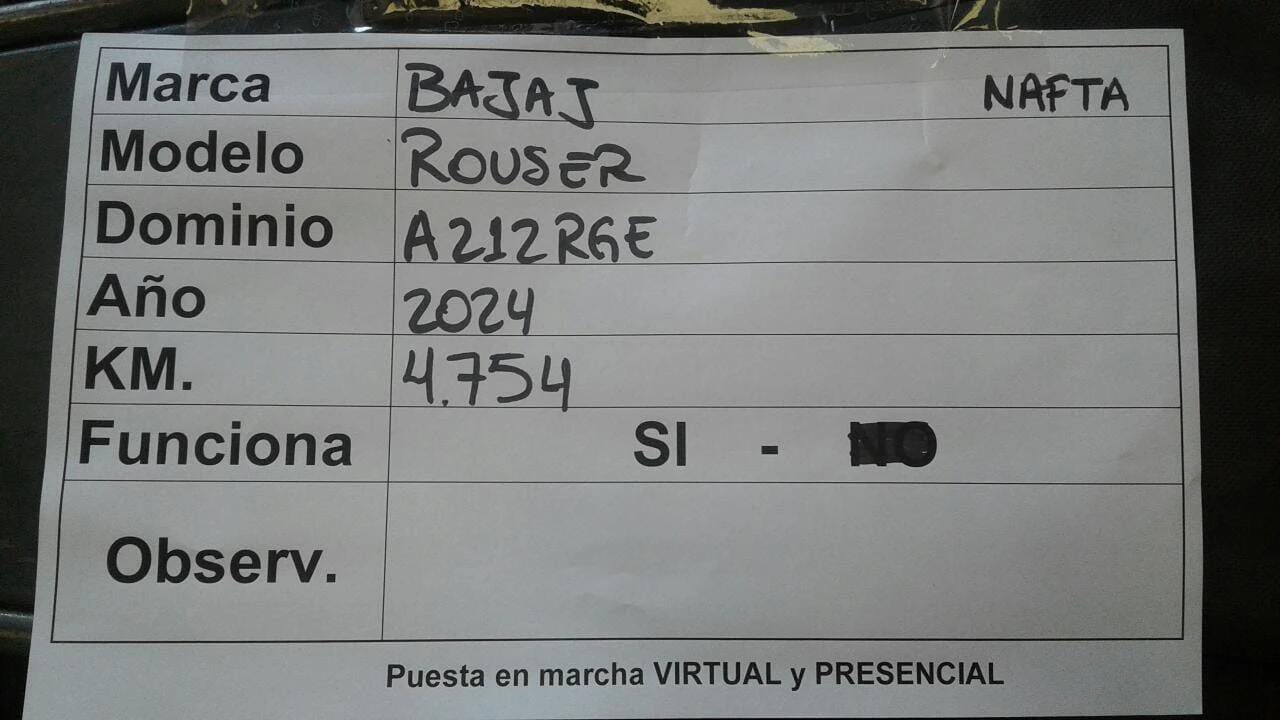 Marca BAJAJ NAFTA
Modelo ROUSER
Dominio A212RGE
Año 2024
KM. 4.754
Funciona SI - NO
Observ.
Puesta en marcha VIRTUAL y PRESENCIAL